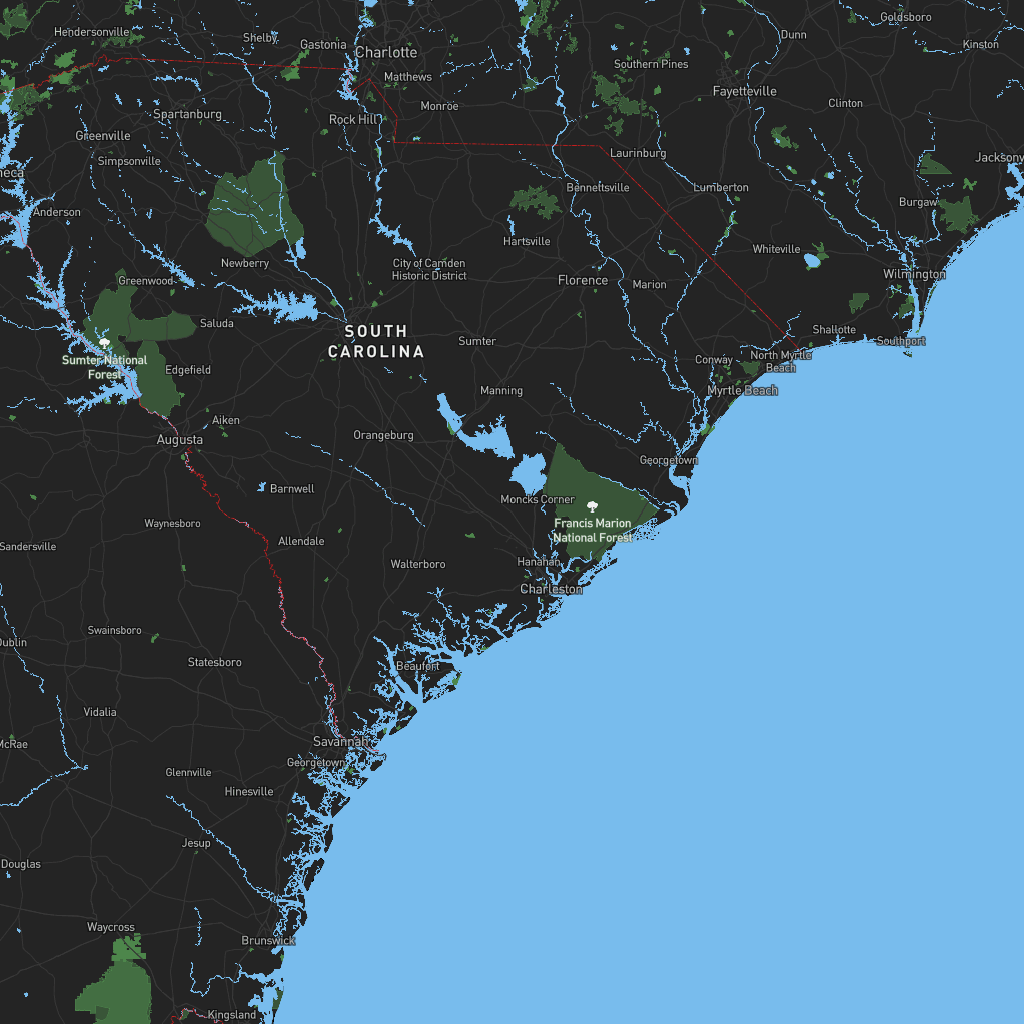 Goldsboro
Hendersonville
Shelby
Dunn
Gastonia
Kinston
Charlotte
Southern Pines
Matthews
Fayetteville
Clinton
Monroe
Spartanburg
Rock Hill
Greenville
Laurinburg
Jacksonv
Simpsonville
neca
Bennettsville
Lumberton
Burgaw
Anderson
Hartsville
Whiteville
Newberry
City of Camden
Historic District
Wilmington
Greenwood
Florence
Marion
Saluda
SOUTH
CAROLINA
Shallotte
Sumter
Southport
North Myrtle
Beach
Conway
Sumter National
Forest
Edgefield
Manning
Myrtle Beach
Aiken
Orangeburg
Augusta
Georgetown
Barnwell
Moncks Corner
Waynesboro
Francis Marion
National Forest
Allendale
Sandersville
Walterboro
Hanahan
Charleston
Swainsboro
Dublin
Statesboro
Beaufort
Vidalia
McRae
Savannah
Georgetown
Glennville
Hinesville
Jesup
Douglas
Waycross
Brunswick
Kingsland